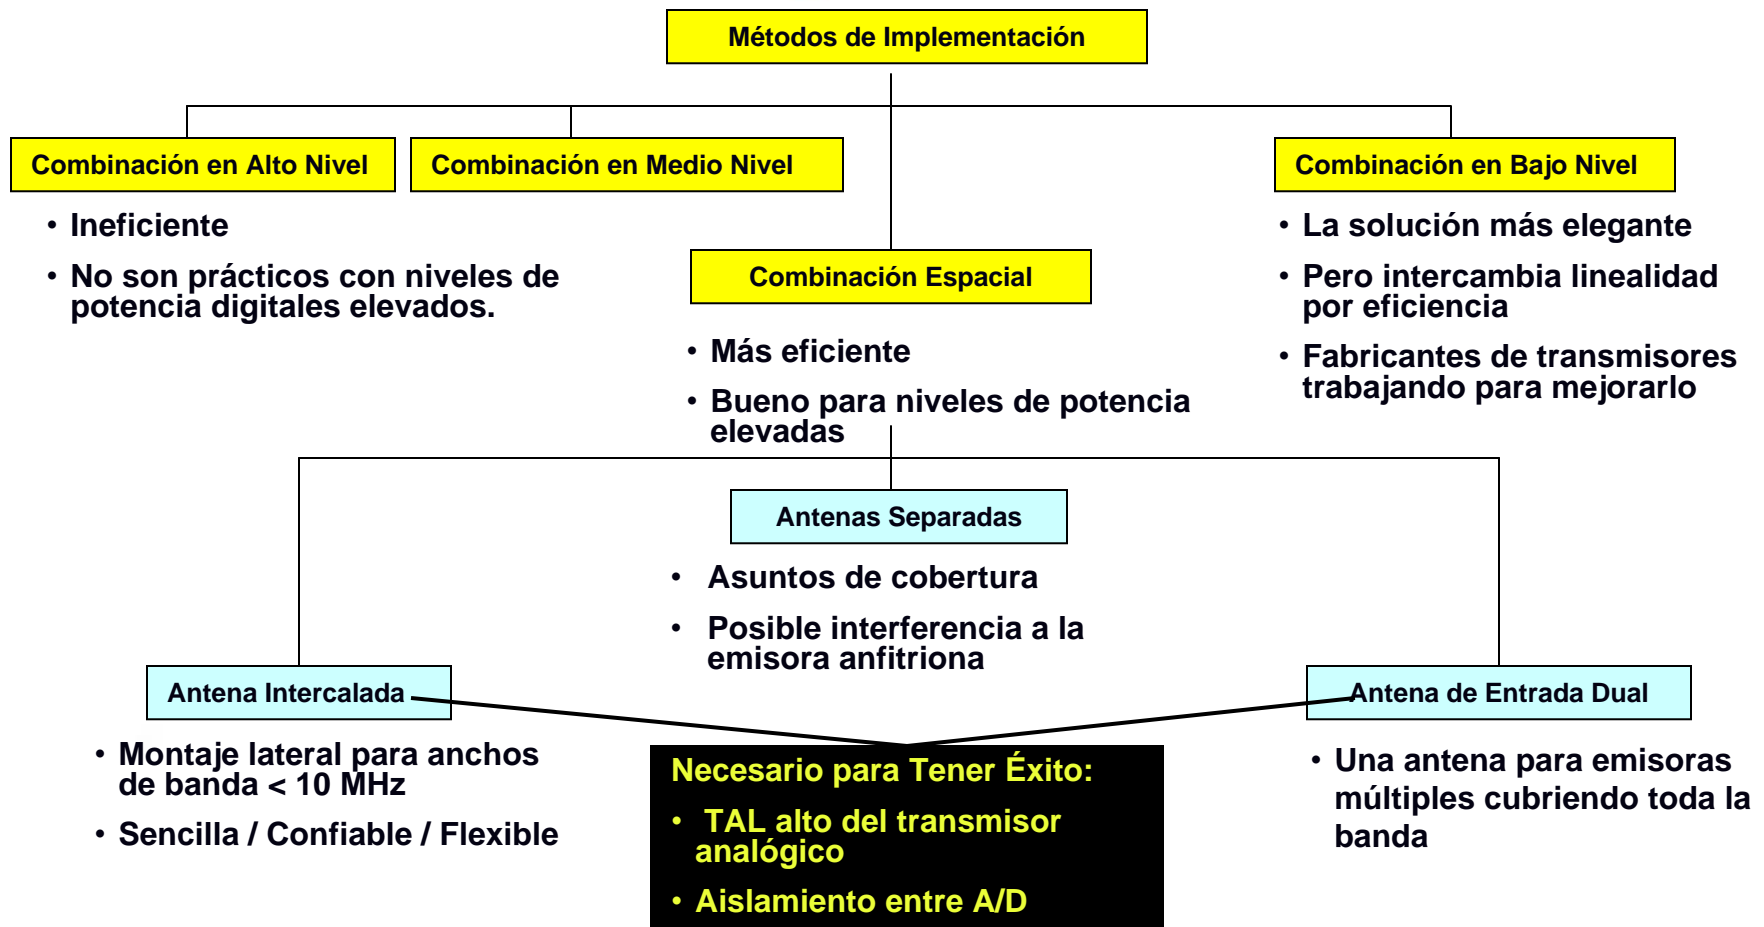 Métodos de Implementación
Combinación en Alto Nivel
Combinación en Medio Nivel
Combinación en Bajo Nivel
• Ineficiente
• No son prácticos con niveles de
potencia digitales elevados.
Combinación Espacial
• Más eficiente
• Bueno para niveles de potencia
elevadas
• La solución más elegante
• Pero intercambia linealidad
por eficiencia
• Fabricantes de transmisores
trabajando para mejorarlo
Antenas Separadas
• Asuntos de cobertura
• Posible interferencia a la
emisora anfitriona
Antena Intercalada
• Montaje lateral para anchos
de banda < 10 MHz
• Sencilla / Confiable / Flexible
Necesario para Tener Éxito:
• TAL alto del transmisor
analógico
• Aislamiento entre A/D
Antena de Entrada Dual
• Una antena para emisoras
múltiples cubriendo toda la
banda